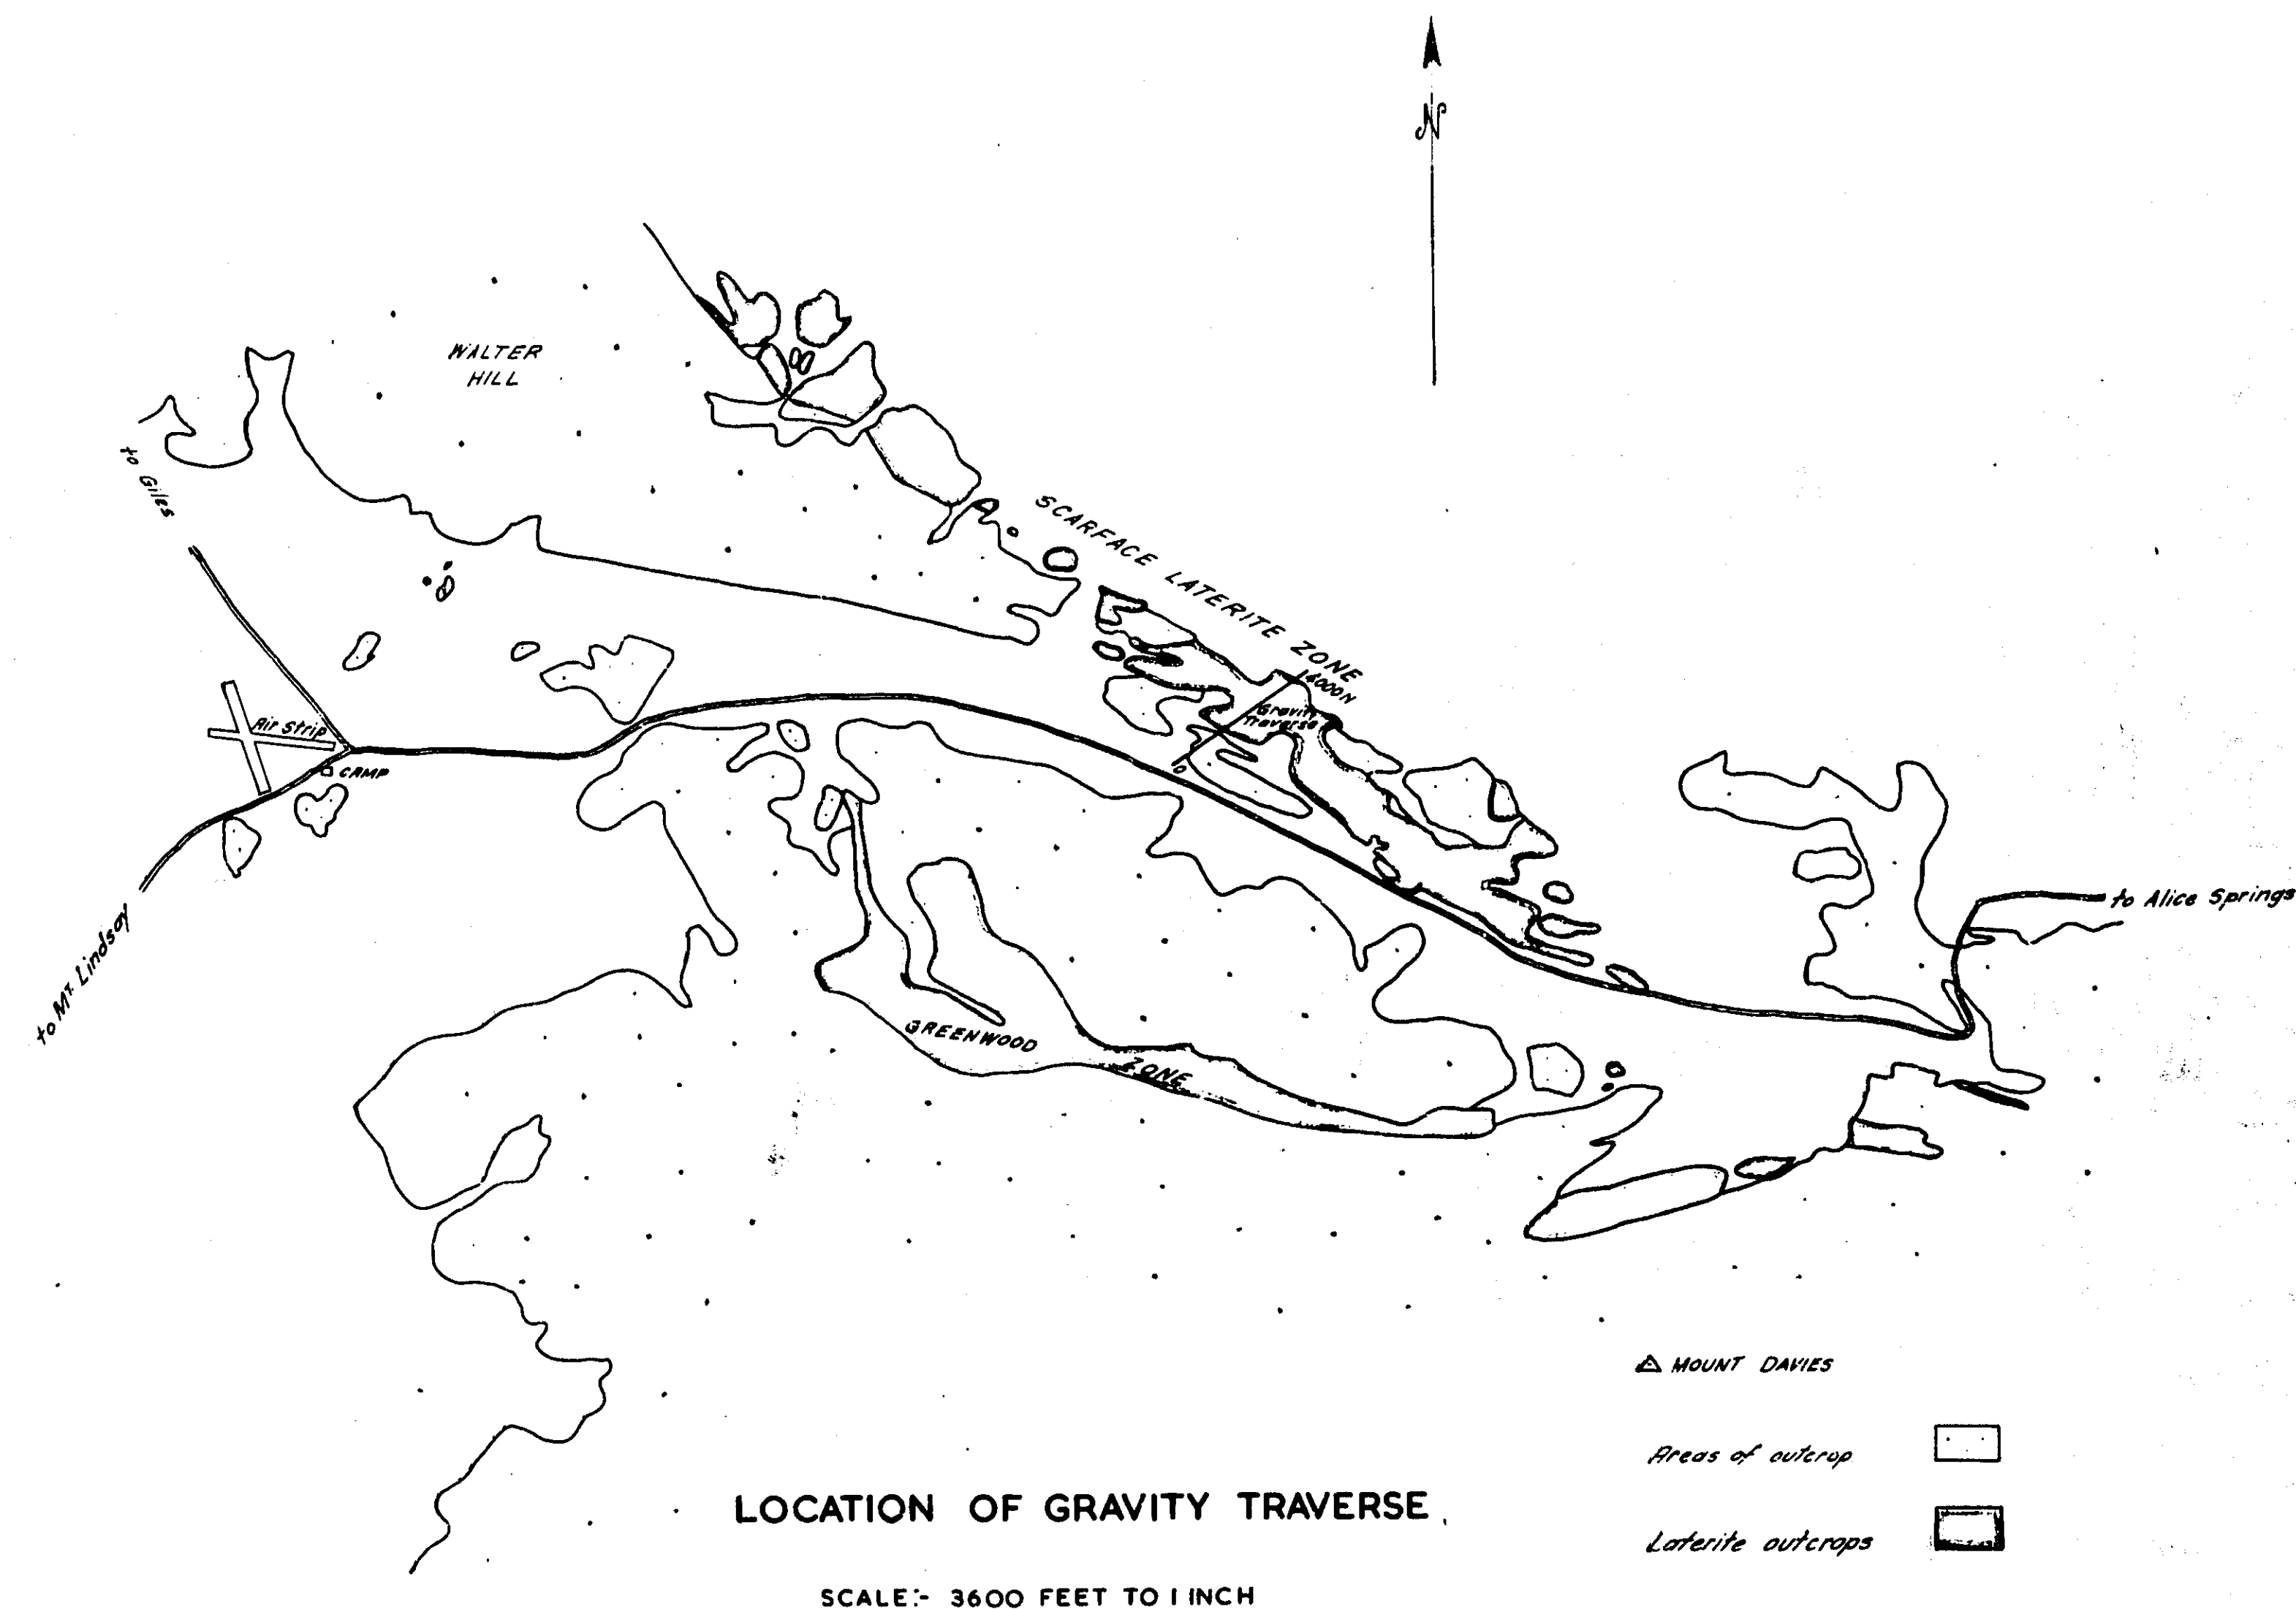 N
WALTER
HILL
to Giles
SCARFACE LATERITE ZONE
14000N
Gravity
Traverse
O
Air Strip
CAMP
to Alice Springs
to Mt. Lindsay
GREENWOOD
ZONE
MOUNT DAVIES
Areas of outcrop
LOCATION OF GRAVITY TRAVERSE
Laterite outcrops
SCALE:- 3600 FEET TO 1 INCH